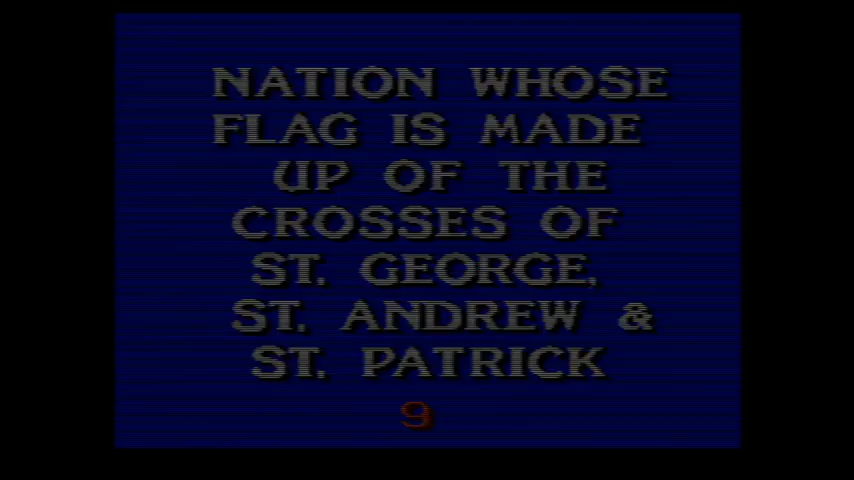 NATION WHOSE
FLAG IS MADE
UP OF THE
CROSSES OF
ST. GEORGE,
ST. ANDREW &
ST. PATRICK
9